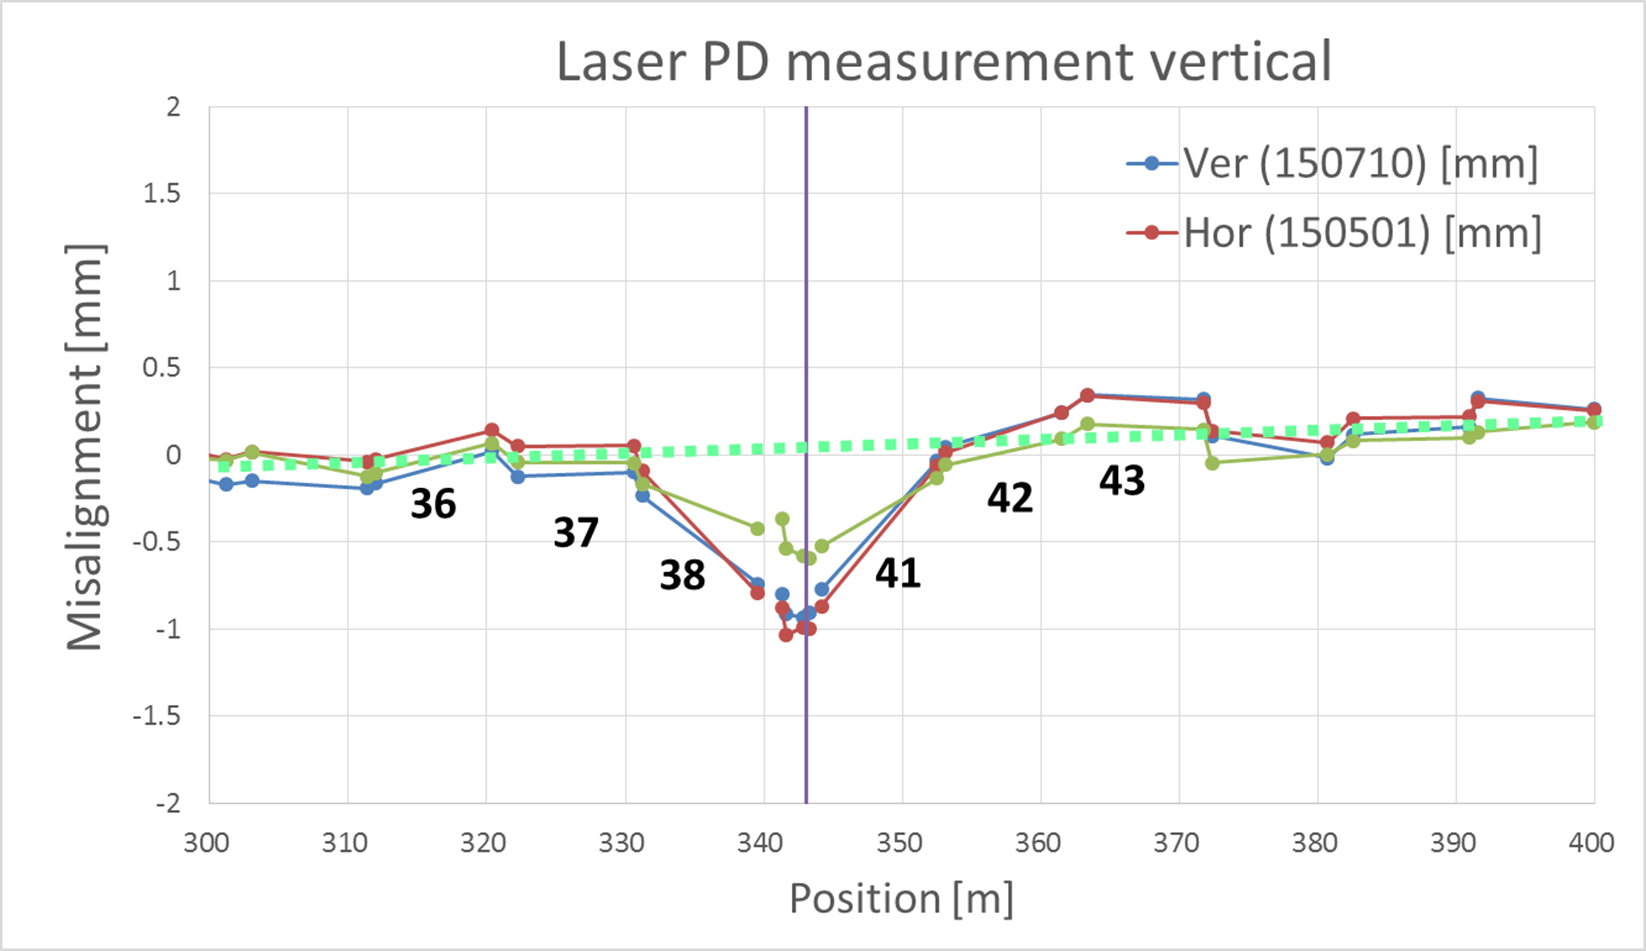 Laser PD measurement vertical
2
1.5
1
0.5
0
-0.5
-1
-1.5
-2
Misalignment [mm]
Ver (150710) [mm]
Hor (150501) [mm]
36
37
38
41
42
43
300 310 320 330 340 350 360 370 380 390 400
Position [m]